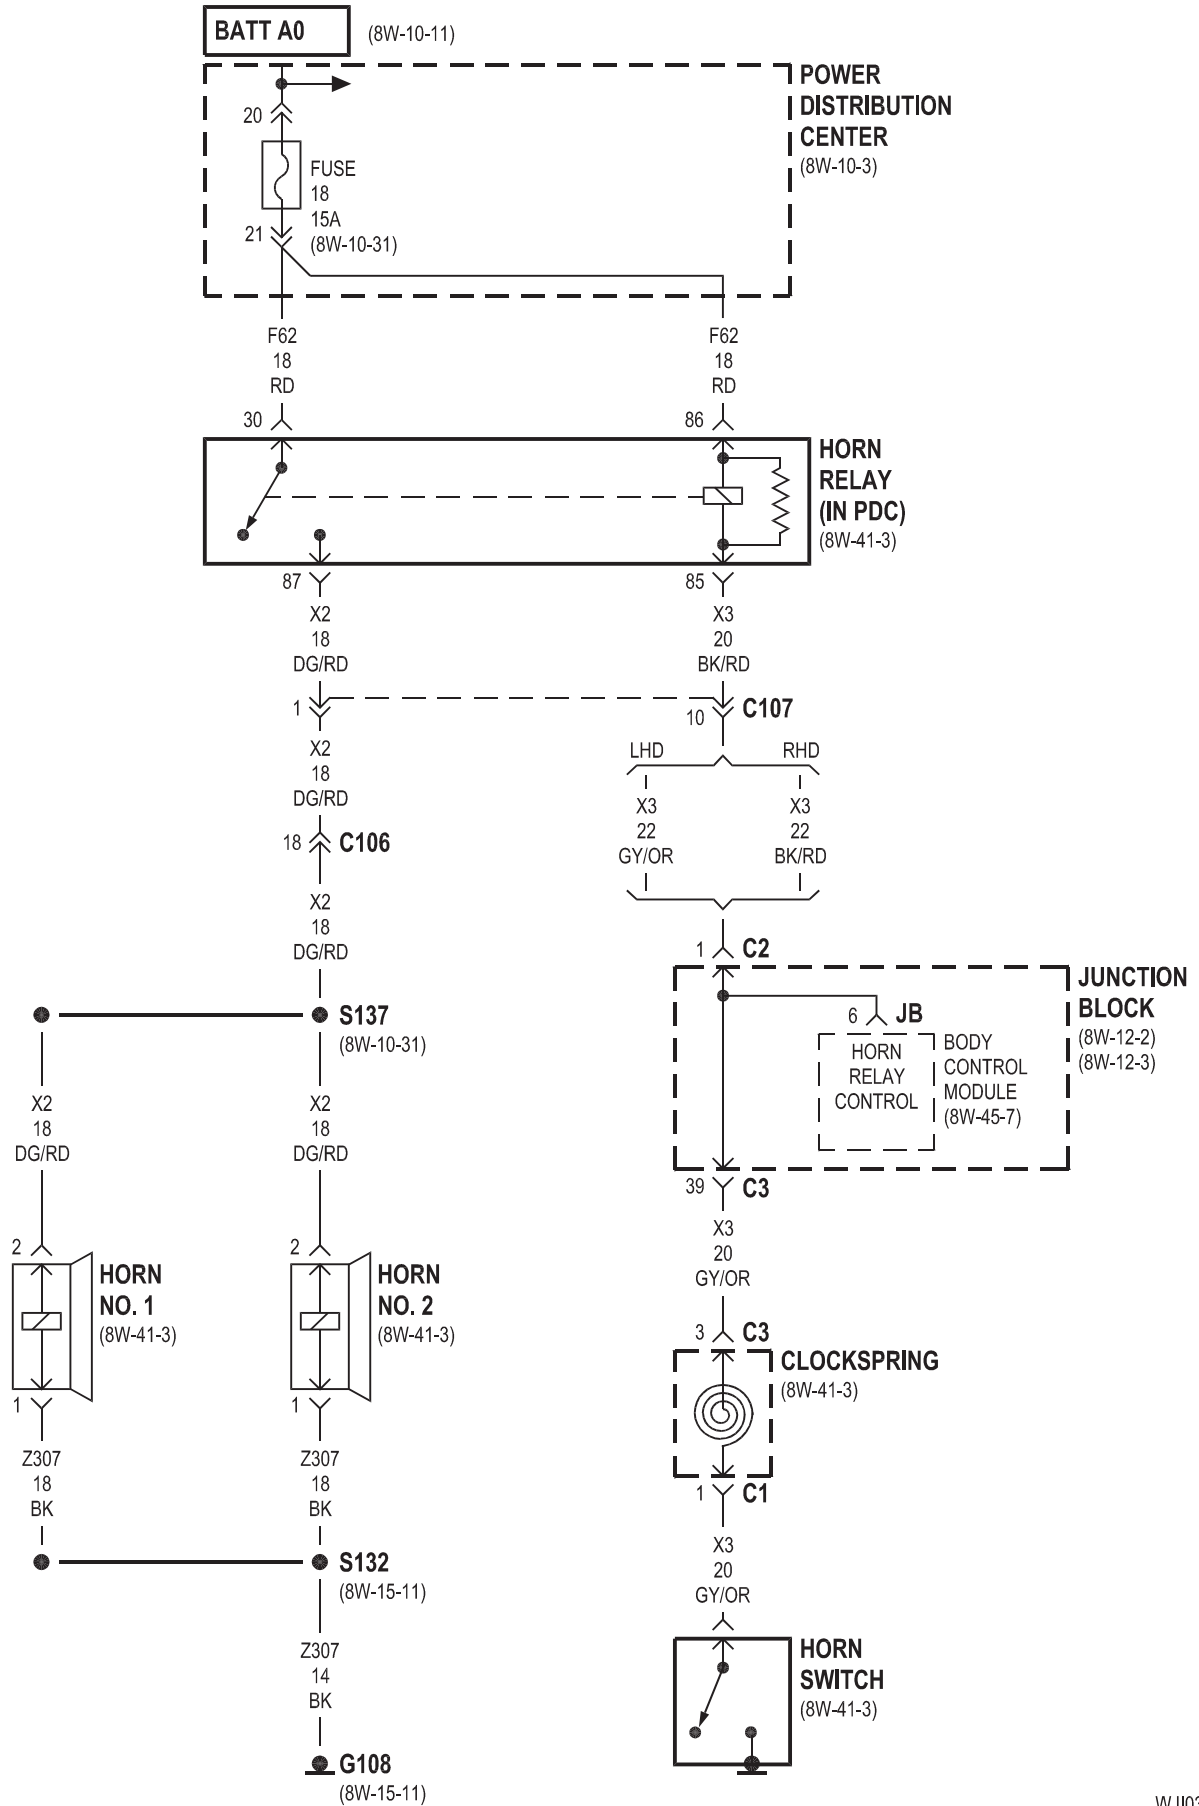 BATT A0
(8W-10-11)
POWER
DISTRIBUTION
CENTER
(8W-10-3)
20
FUSE
18
15A
(8W-10-31)
21
F62
18
RD
F62
18
RD
30
86
HORN
RELAY
(IN PDC)
(8W-41-3)
87
85
X2
18
DG/RD
X3
20
BK/RD
1
10
C107
X2
18
DG/RD
LHD
RHD
X3
22
GY/OR
X3
22
BK/RD
18
C106
X2
18
DG/RD
1
C2
JUNCTION
BLOCK
(8W-12-2)
(8W-12-3)
6
JB
HORN
RELAY
CONTROL
BODY
CONTROL
MODULE
(8W-45-7)
S137
(8W-10-31)
X2
18
DG/RD
X2
18
DG/RD
39
C3
X3
20
GY/OR
2
HORN
NO. 1
(8W-41-3)
2
HORN
NO. 2
(8W-41-3)
1
1
3
C3
CLOCKSPRING
(8W-41-3)
1
C1
Z307
18
BK
Z307
18
BK
X3
20
GY/OR
S132
(8W-15-11)
Z307
14
BK
HORN
SWITCH
(8W-41-3)
G108
(8W-15-11)